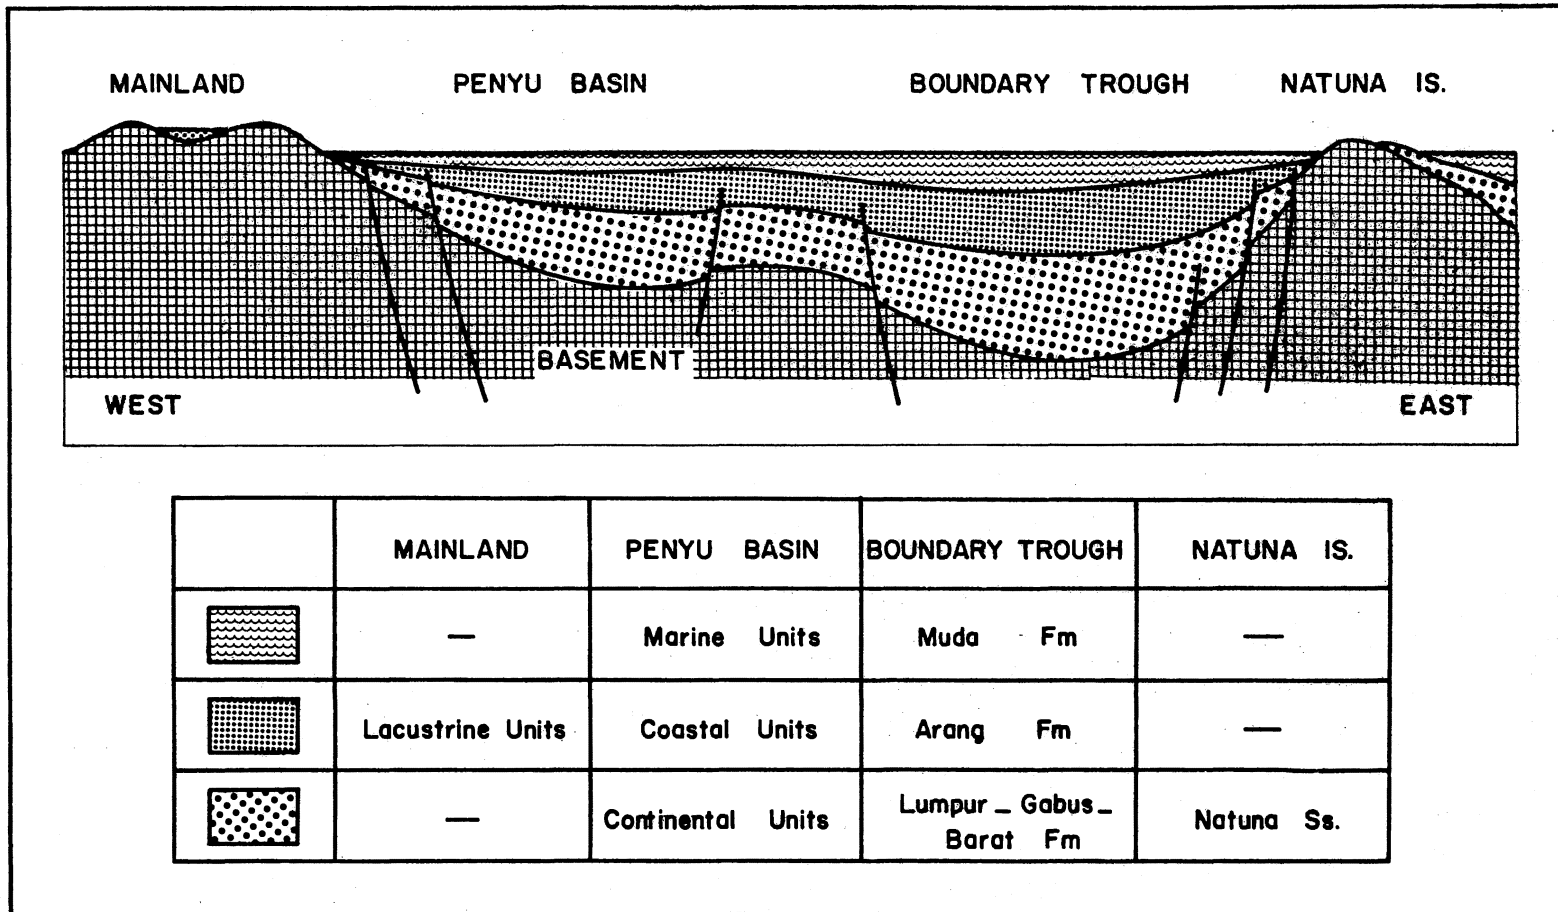 MAINLAND PENYU BASIN BOUNDARY TROUGH NATUNA IS.
BASEMENT
WEST EAST
MAINLAND PENYU BASIN BOUNDARY TROUGH NATUNA IS.
— Marine Units Muda - Fm —
Lacustrine Units Coastal Units Arang Fm —
— Continental Units Lumpur _ Gabus _
Barat Fm Natuna Ss.